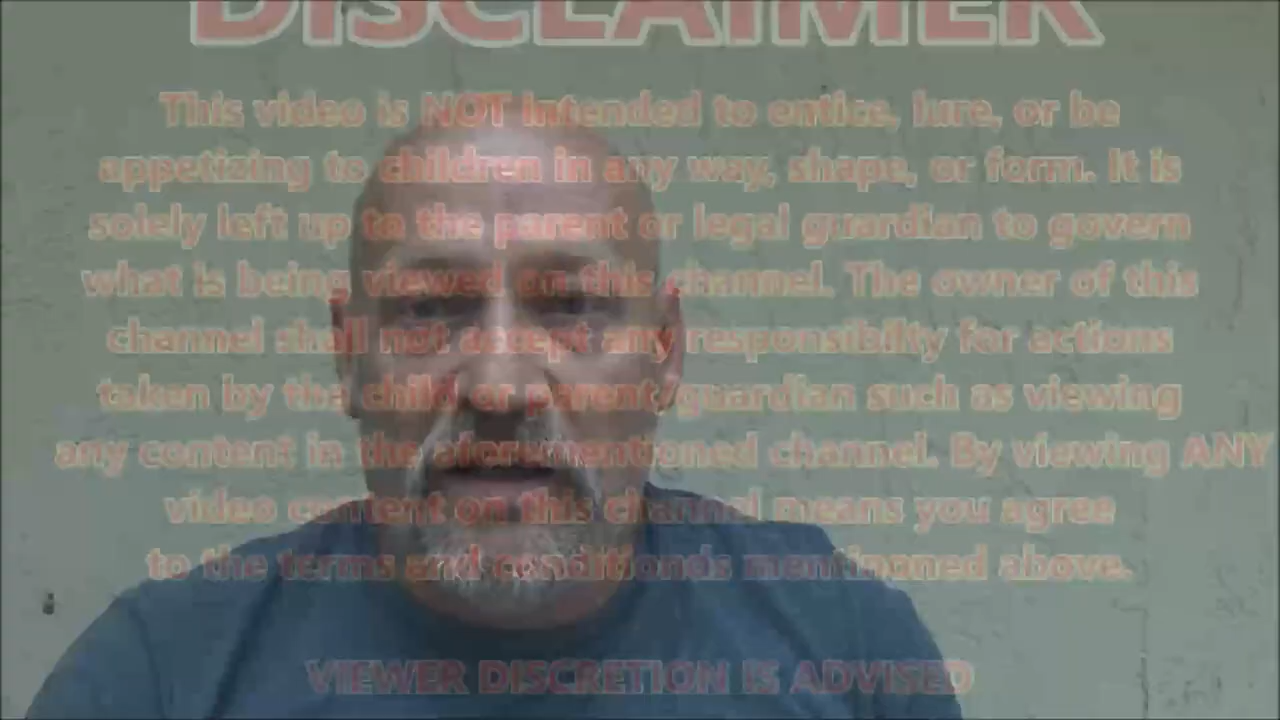 DISCLAIMER
This video is NOT intended to entice, lure, or be
appetizing to children in any way, shape, or form. It is
solely left up to the parent or legal guardian to govern
what is being viewed on this channel. The owner of this
channel shall not accept any responsibility for actions
taken by the child or parent/guardian such as viewing
any content in the aforementioned channel. By viewing ANY
video content on this channel means you agree
to the terms and conditionds mentinoned above.
VIEWER DISCRETION IS ADVISED